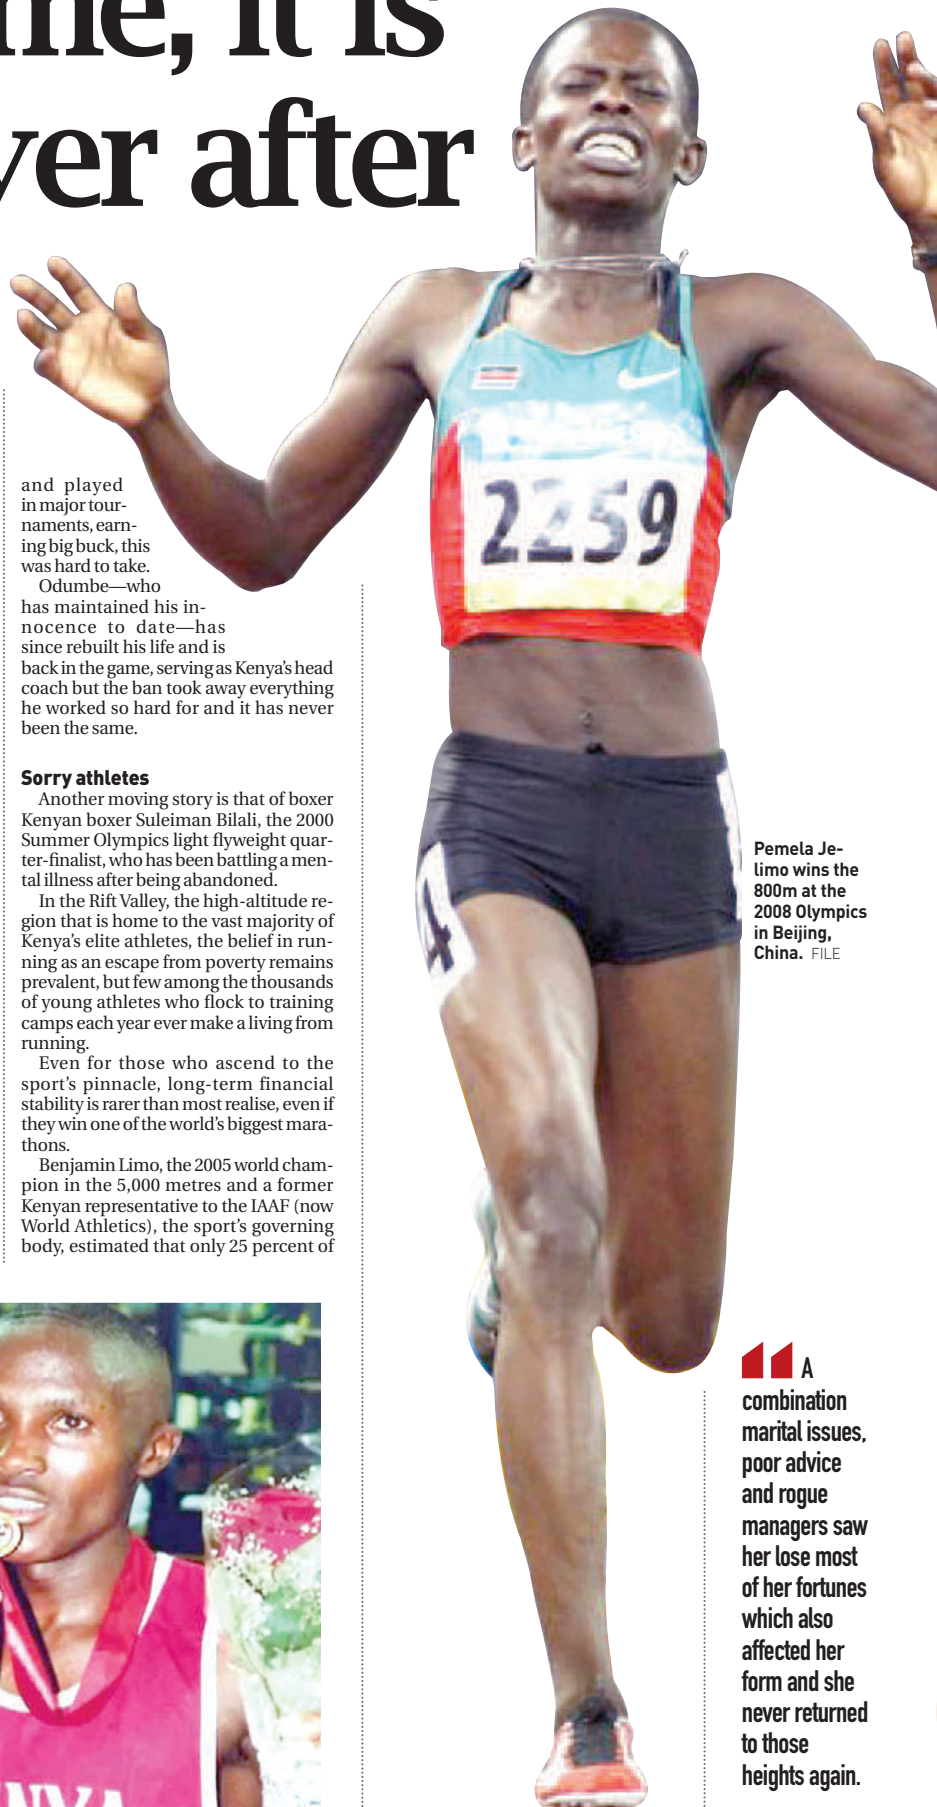 me, it is
ver after
and played
in major tour-
naments, earn-
ing big buck, this
was hard to take.
Odumbe—who
has maintained his in-
nocence to date—has
since rebuilt his life and is
back in the game, serving as Kenya's head
coach but the ban took away everything
he worked so hard for and it has never
been the same.
Sorry athletes
Another moving story is that of boxer
Kenyan boxer Suleiman Bilali, the 2000
Summer Olympics light flyweight quar-
ter-finalist, who has been battling a men-
tal illness after being abandoned.
In the Rift Valley, the high-altitude re-
gion that is home to the vast majority of
Kenya's elite athletes, the belief in run-
ning as an escape from poverty remains
prevalent, but few among the thousands
of young athletes who flock to training
camps each year ever make a living from
running.
Even for those who ascend to the
sport's pinnacle, long-term financial
stability is rarer than most realise, even if
they win one of the world's biggest mara-
thons.
Benjamin Limo, the 2005 world cham-
pion in the 5,000 metres and a former
Kenyan representative to the IAAF (now
World Athletics), the sport's governing
body, estimated that only 25 percent of
2259
4
Pemela Je-
limo wins the
800m at the
2008 Olympics
in Beijing,
China. FILE
A
combination
marital issues,
poor advice
and rogue
managers saw
her lose most
of her fortunes
which also
affected her
form and she
never returned
to those
heights again.
NYA